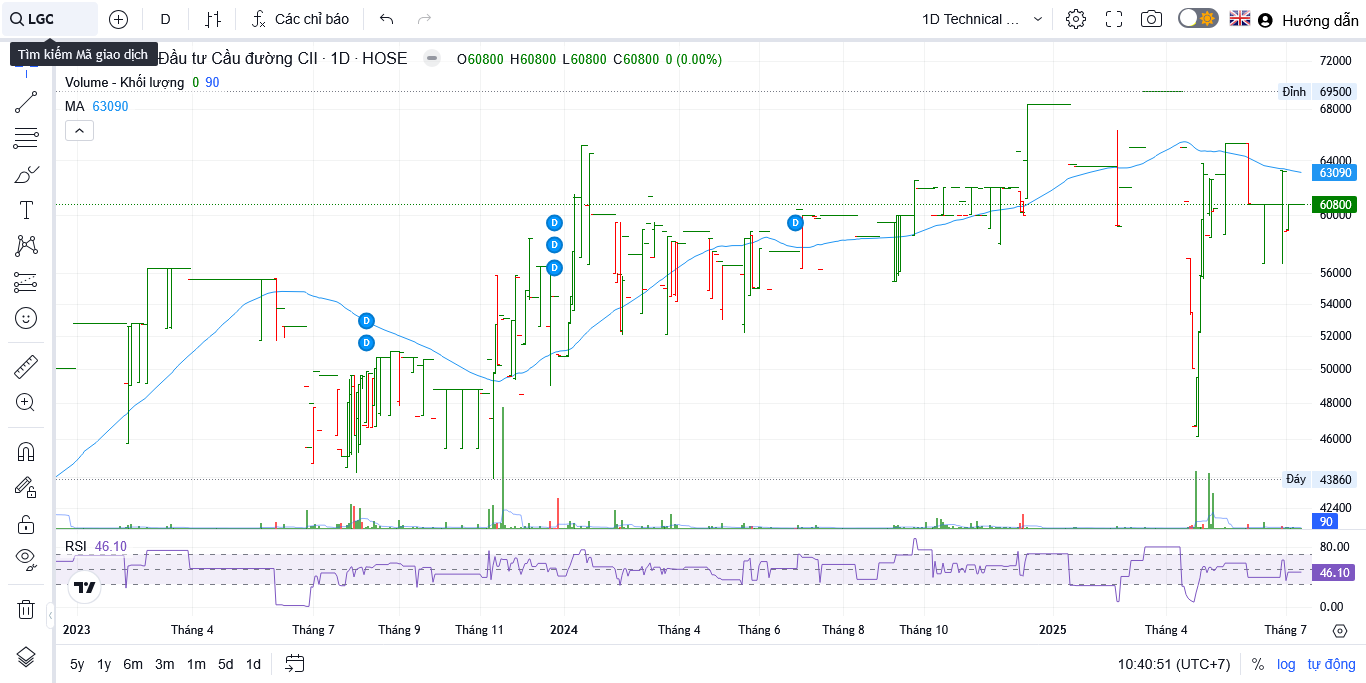 LGC D Các chỉ báo 1D Technical ... Hướng dẫn
Tìm kiếm Mã giao dịch
Đầu tư Cầu đường CII · 1D · HOSE O60800 H60800 L60800 C60800 0 (0.00%)
Volume - Khối lượng 0 90
MA 63090
72000
Đỉnh 69500
68000
64000
63090
60800
60000
D
D
D
D
56000
54000
D
52000
D
50000
48000
46000
Đáy 43860
42400
90
RSI 46.10
80.00
46.10
0.00
2023 Tháng 4 Tháng 7 Tháng 9 Tháng 11 2024 Tháng 4 Tháng 6 Tháng 8 Tháng 10 2025 Tháng 4 Tháng 7
5y 1y 6m 3m 1m 5d 1d 10:40:51 (UTC+7) % log tự động